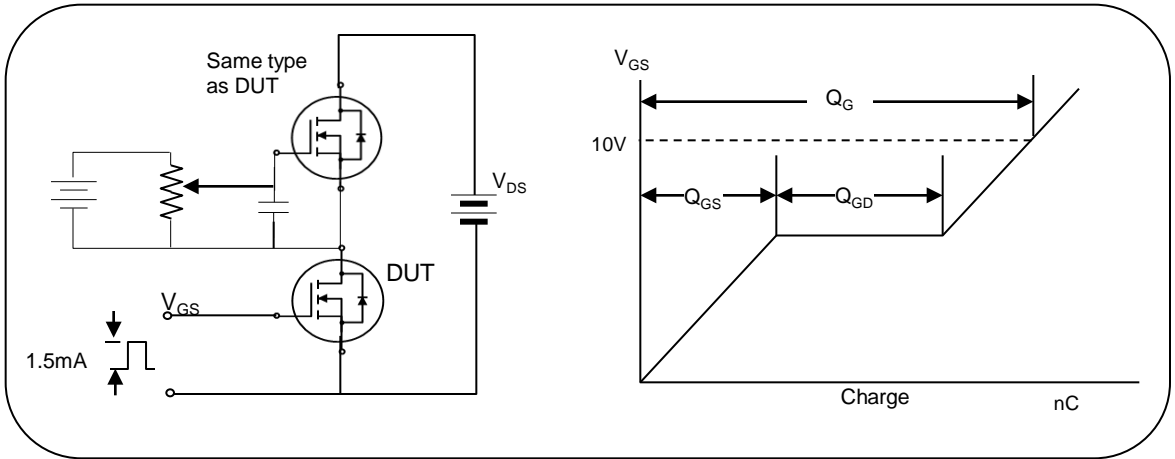 Same type
as DUT
V_DS
DUT
V_GS
1.5mA
V_GS
Q_G
10V
Q_GS
Q_GD
Charge
nC